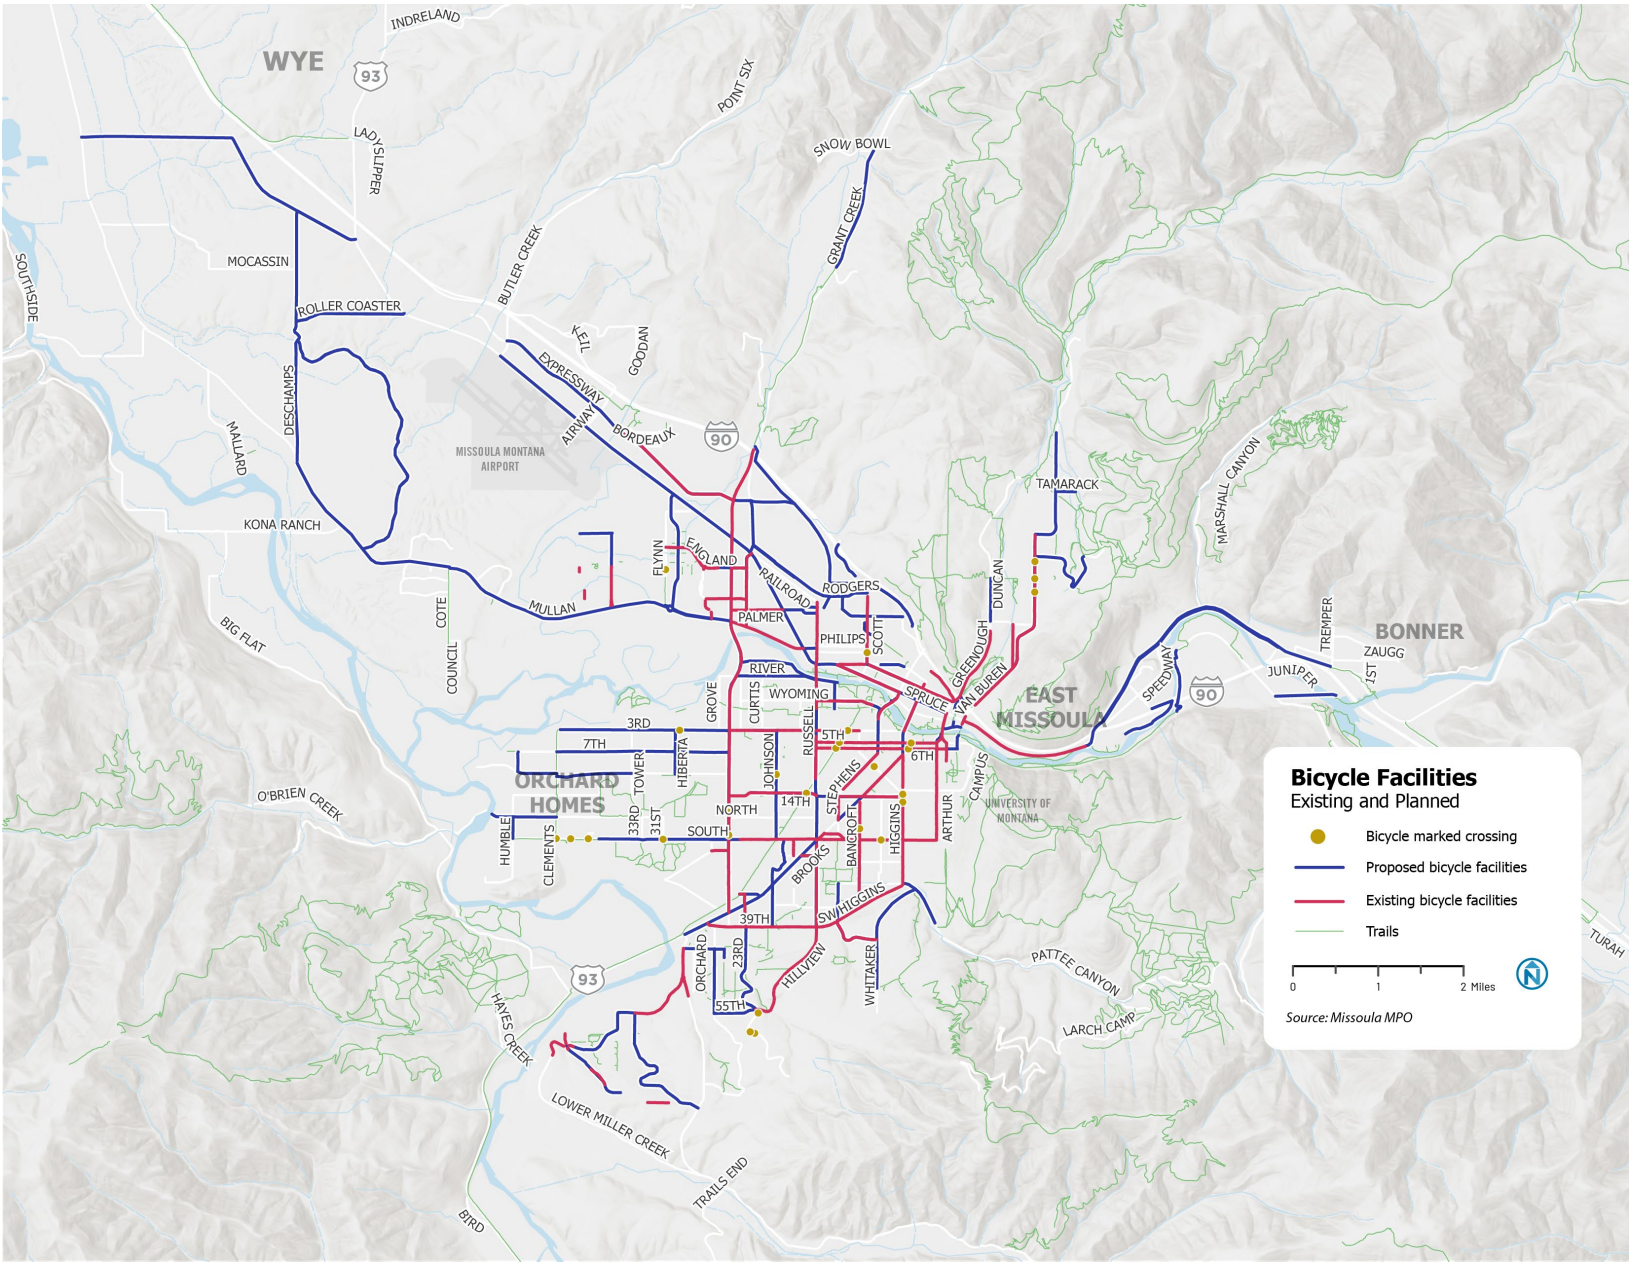 INDRELAND
WYE
93
POINT SIX
LADYSLIPPER
SNOW BOWL
GRANT CREEK
MOCASSIN
BUTLER CREEK
SOUTHSIDE
ROLLER COASTER
KEIL
GOODAN
EXPRESSWAY
DESCHAMPS
AIRWAY
BORDEAUX
90
MALLARD
MISSOULA MONTANA
AIRPORT
MARSHALL CANYON
TAMARACK
KONA RANCH
FLYNN
ENGLAND
RAILROAD
RODGERS
DUNCAN
COTE
MULLAN
PALMER
PHILIPS
SCOTT
BIG FLAT
COUNCIL
GREENOUGH
TREMPER
BONNER
ZAUGG
1ST
JUNIPER
SPEEDWAY
90
RIVER
WYOMING
GROVE
CURTIS
SPRUCE
VAN BUREN
EAST
MISSOULA
3RD
7TH
RUSSELL
5TH
6TH
TOWER
HIBERTA
JOHNSON
ORCHARD
HOMES
STEPHENS
CAMPUS
UNIVERSITY OF
MONTANA
O'BRIEN CREEK
14TH
NORTH
33RD
31ST
SOUTH
HUMBLE
CLEMENTS
BROOKS
BANCROFT
HIGGINS
ARTHUR
SW HIGGINS
39TH
93
ORCHARD
23RD
HILLVIEW
WHITAKER
PATTEE CANYON
TURAH
55TH
HAYES CREEK
LARCH CAMP
LOWER MILLER CREEK
TRAILS END
BIRD
Bicycle Facilities
Existing and Planned
Bicycle marked crossing
Proposed bicycle facilities
Existing bicycle facilities
Trails
0 1 2 Miles
N
Source: Missoula MPO